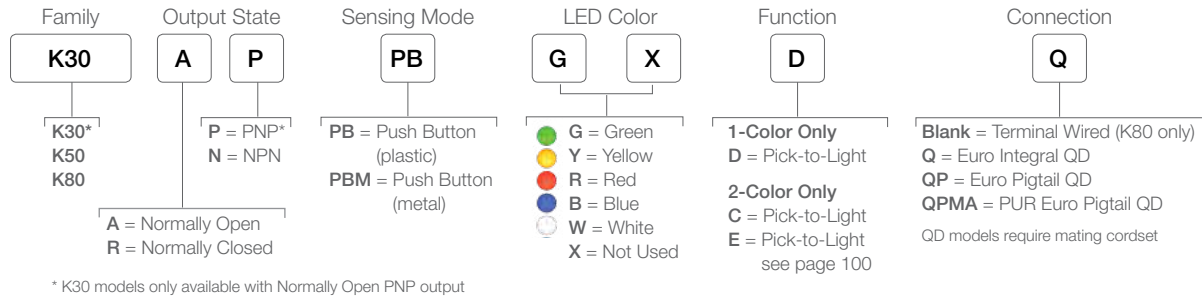 Family
Output State
Sensing Mode
LED Color
Function
Connection
K30
A
P
PB
G
X
D
Q
K30*
K50
K80
P = PNP*
N = NPN
A = Normally Open
R = Normally Closed
PB = Push Button
(plastic)
PBM = Push Button
(metal)
G = Green
Y = Yellow
R = Red
B = Blue
W = White
X = Not Used
1-Color Only
D = Pick-to-Light
2-Color Only
C = Pick-to-Light
E = Pick-to-Light
see page 100
Blank = Terminal Wired (K80 only)
Q = Euro Integral QD
QP = Euro Pigtail QD
QPMA = PUR Euro Pigtail QD
QD models require mating cordset
* K30 models only available with Normally Open PNP output